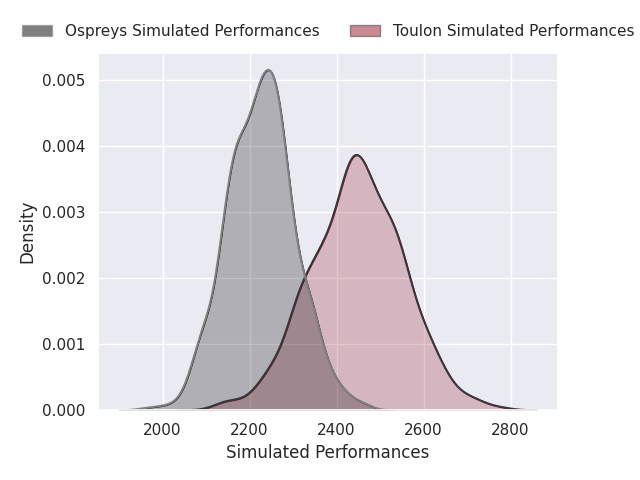 Ospreys Simulated Performances Toulon Simulated Performances
0.005
0.004
0.003
0.002
0.001
0.000
Density
2000 2200 2400 2600 2800
Simulated Performances